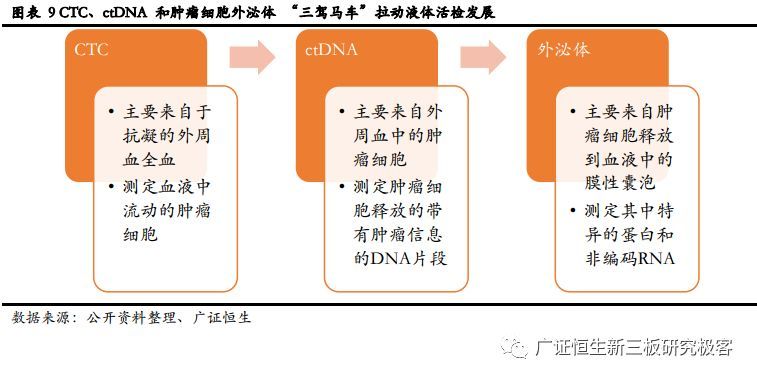 图表 9 CTC、ctDNA 和肿瘤细胞外泌体 “三驾马车”拉动液体活检发展
CTC
• 主要来自于
抗凝的外周
血全血
• 测定血液中
流动的肿瘤
细胞
ctDNA
• 主要来自外
周血中的肿
瘤细胞
• 测定肿瘤细
胞释放的带
有肿瘤信息
的DNA片段
外泌体
• 主要来自肿
瘤细胞释放
到血液中的
膜性囊泡
• 测定其中特
异的蛋白和
非编码RNA
数据来源：公开资料整理、广证恒生
广证恒生新三板研究极客